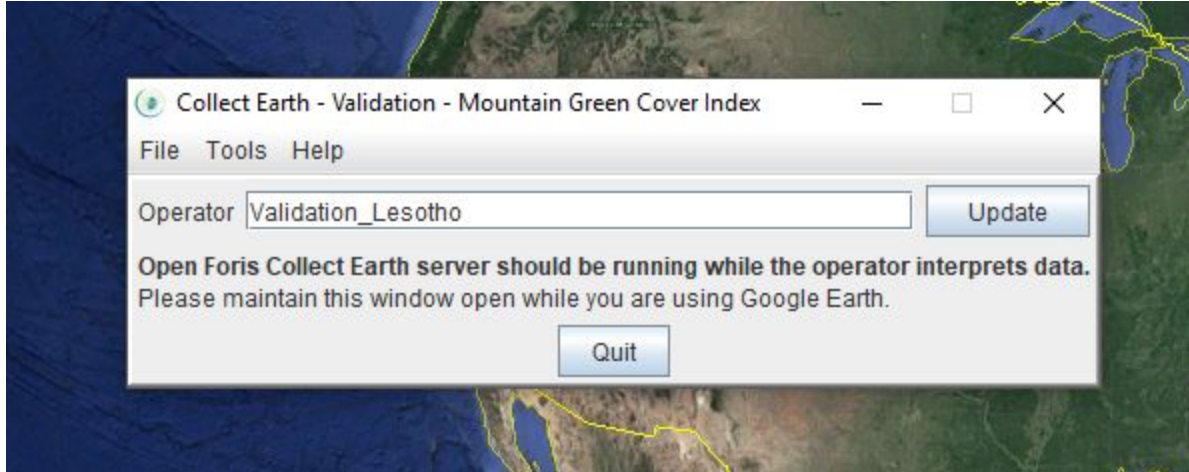 Collect Earth - Validation - Mountain Green Cover Index
File Tools Help
Operator Validation_Lesotho Update
Open Foris Collect Earth server should be running while the operator interprets data.
Please maintain this window open while you are using Google Earth.
Quit